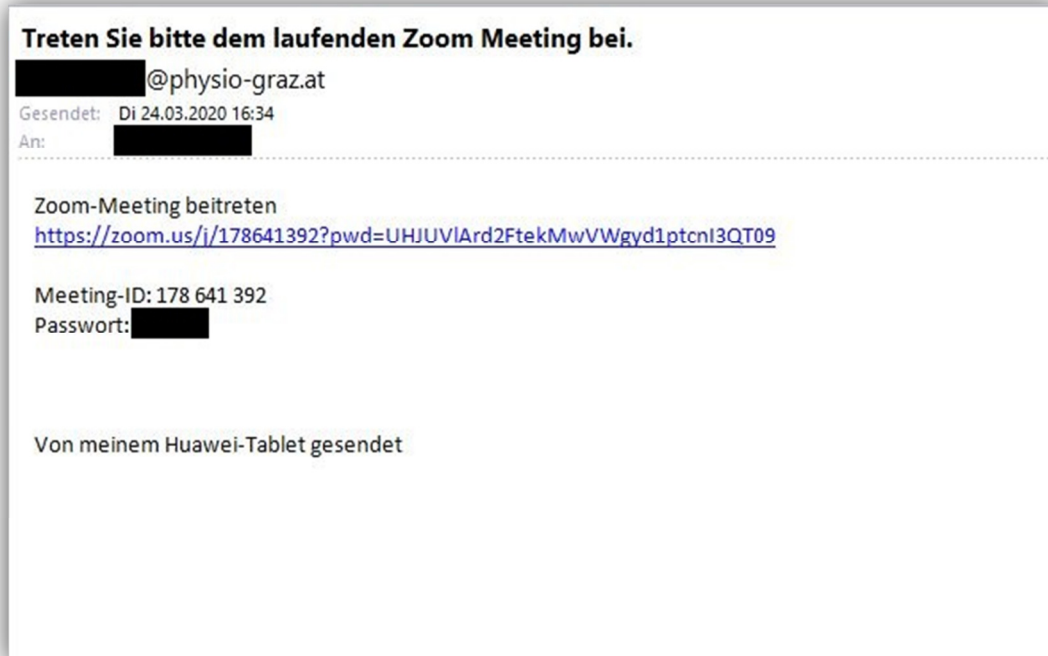 Treten Sie bitte dem laufenden Zoom Meeting bei.
@physio-graz.at
Gesendet: Di 24.03.2020 16:34
An:
Zoom-Meeting beitreten
https://zoom.us/j/178641392?pwd=UHJUVlArd2FtekMwVWgyd1ptcnI3QT09
Meeting-ID: 178 641 392
Passwort:
Von meinem Huawei-Tablet gesendet